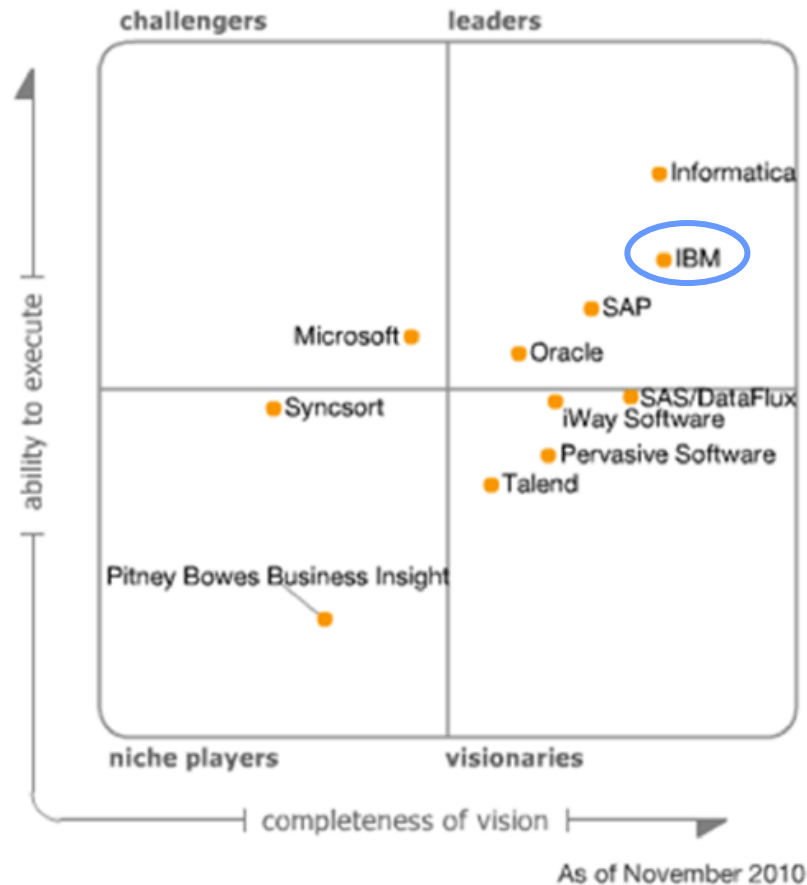 challengers
leaders
Informatica
IBM
SAP
Microsoft
Oracle
SAS/DataFlux
Syncsort
iWay Software
Pervasive Software
Talend
Pitney Bowes Business Insight
ability to execute
niche players
visionaries
completeness of vision
As of November 2010